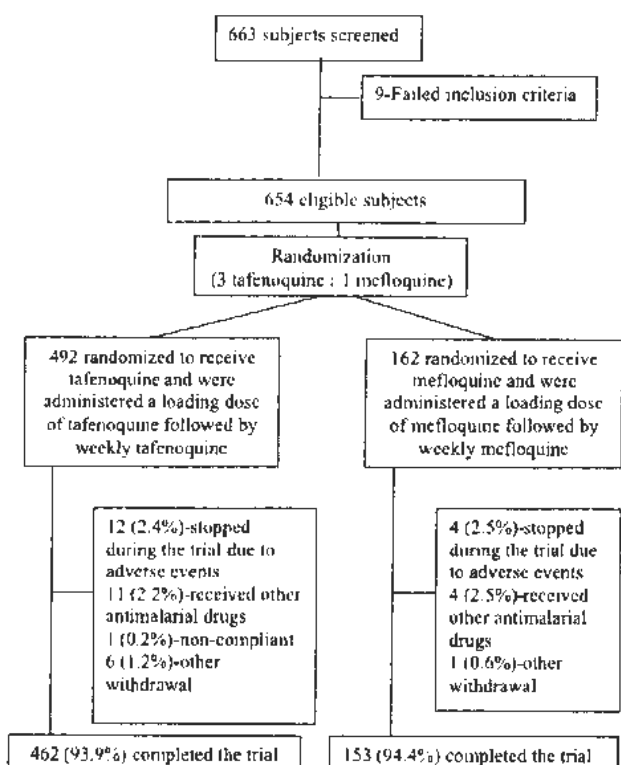 663 subjects screened
9-Failed inclusion criteria
654 eligible subjects
Randomization
(3 tafenoquine : 1 mefloquine)
492 randomized to receive
tafenoquine and were
administered a loading dose
of tafenoquine followed by
weekly tafenoquine
162 randomized to receive
mefloquine and were
administered a loading dose
of mefloquine followed by
weekly mefloquine
12 (2.4%)-stopped
during the trial due to
adverse events
11 (2.2%)-received other
antimalarial drugs
1 (0.2%)-non-compliant
6 (1.2%)-other
withdrawal
4 (2.5%)-stopped
during the trial due to
adverse events
4 (2.5%)-received
other antimalarial
drugs
1 (0.6%)-other
withdrawal
462 (93.9%) completed the trial
153 (94.4%) completed the trial